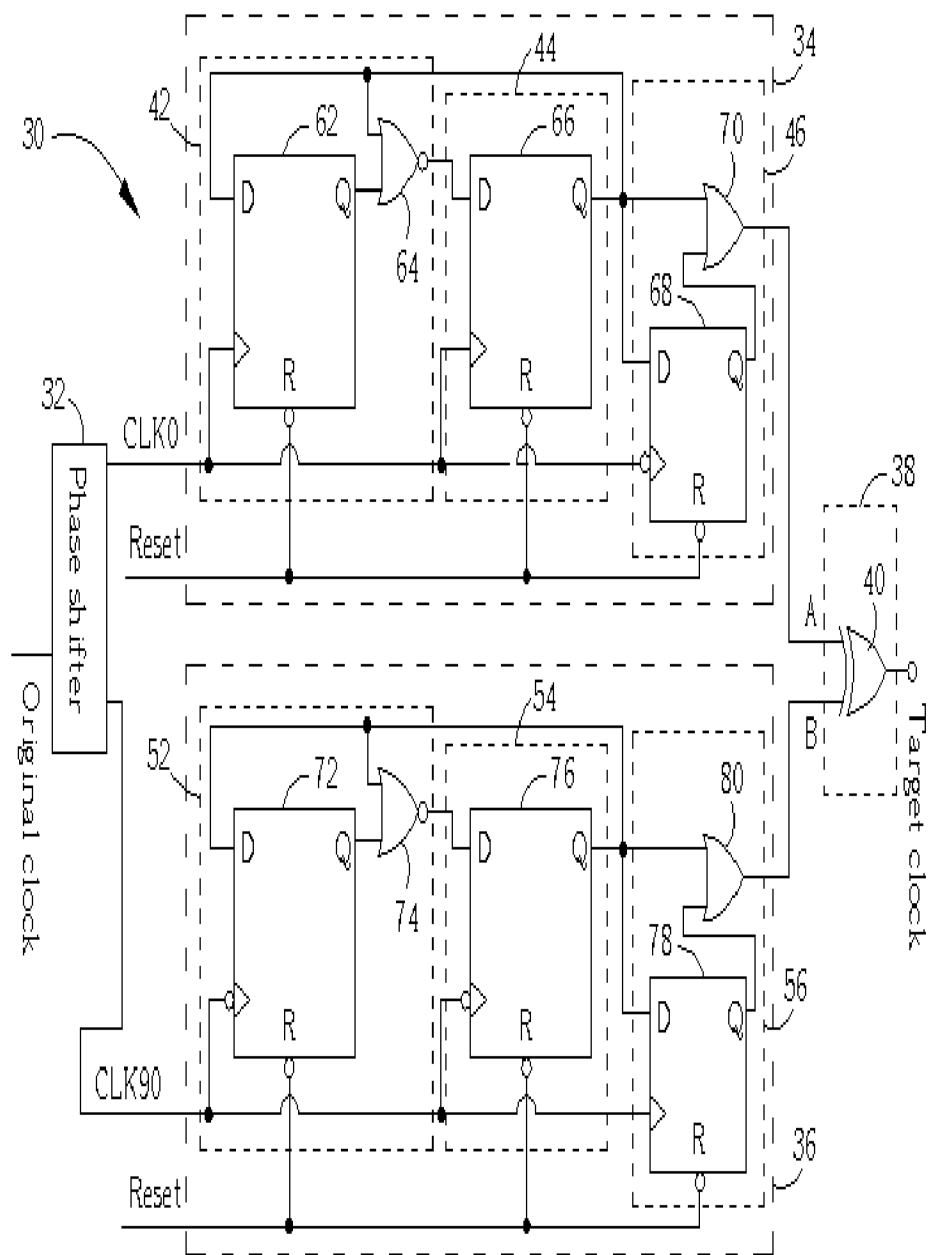 34
44
42
62
66
70
46
30
D
Q
D
Q
64
68
D
Q
R
R
32
CLK0
R
38
Phase shifter
Reset
40
A
54
B
52
72
76
80
D
Q
D
Q
Original clock
Target clock
74
78
D
Q
56
R
R
CLK90
R
36
Reset